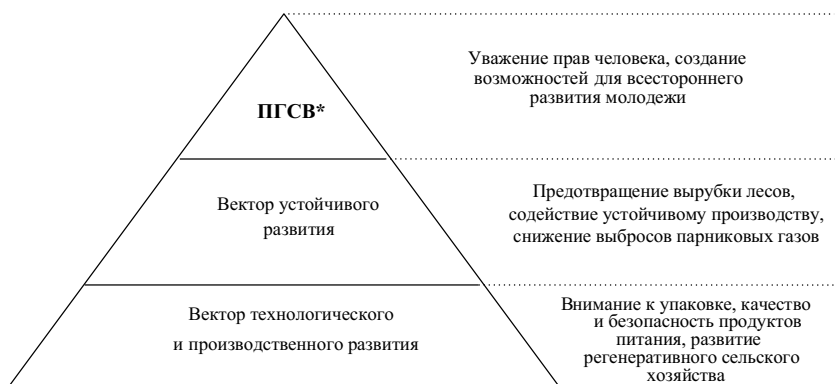 Уважение прав человека, создание
возможностей для всестороннего
развития молодежи
ПГСВ*
Вектор устойчивого
развития
Предотвращение вырубки лесов,
содействие устойчивому производству,
снижение выбросов парниковых газов
Вектор технологического
и производственного развития
Внимание к упаковке, качество
и безопасность продуктов
питания, развитие
регенеративного сельского
хозяйства